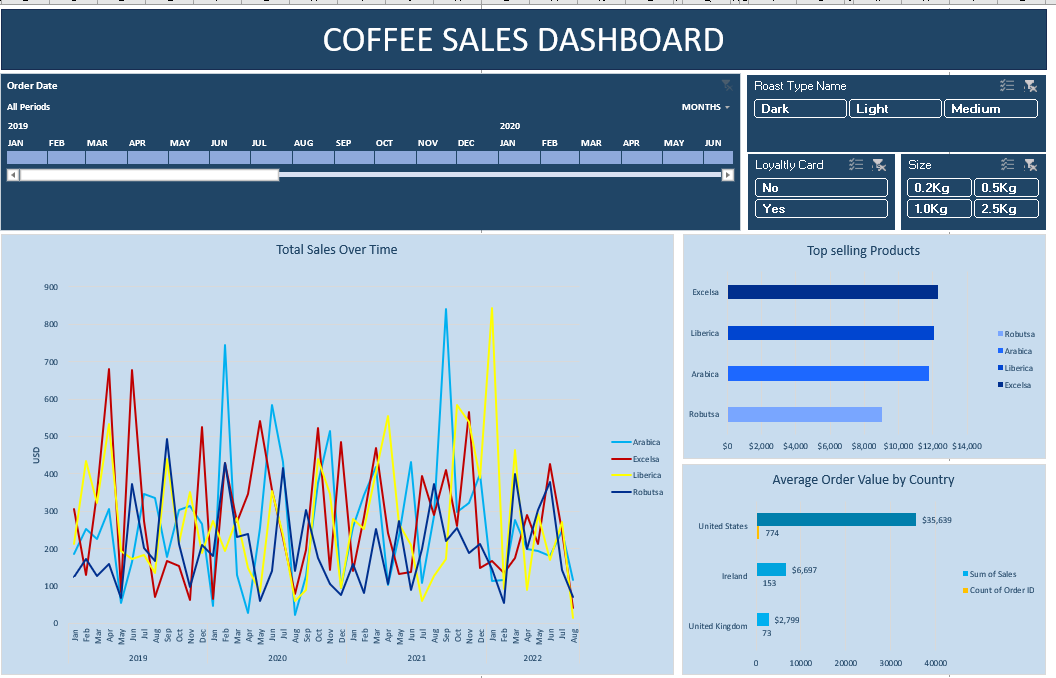 COFFEE SALES DASHBOARD
Order Date
All Periods
MONTHS
2019 2020
JAN FEB MAR APR MAY JUN JUL AUG SEP OCT NOV DEC JAN FEB MAR APR MAY JUN
Roast Type Name
Dark Light Medium
Loyaltly Card
No
Yes
Size
0.2Kg 0.5Kg
1.0Kg 2.5Kg
Total Sales Over Time
900
800
700
600
500
400
300
200
100
0
USD
Jan Feb Mar Apr May Jun Jul Aug Sep Oct Nov Dec Jan Feb Mar Apr May Jun Jul Aug Sep Oct Nov Dec Jan Feb Mar Apr May Jun Jul Aug Sep Oct Nov Dec Jan Feb Mar Apr May Jun Jul Aug
2019 2020 2021 2022
Arabica
Excelsa
Liberica
Robutsa
Top selling Products
Excelsa
Liberica
Arabica
Robutsa
$0 $2,000 $4,000 $6,000 $8,000 $10,000 $12,000 $14,000
Robutsa
Arabica
Liberica
Excelsa
Average Order Value by Country
United States
$35,639
774
Ireland
$6,697
153
United Kingdom
$2,799
73
0 10000 20000 30000 40000
Sum of Sales
Count of Order ID